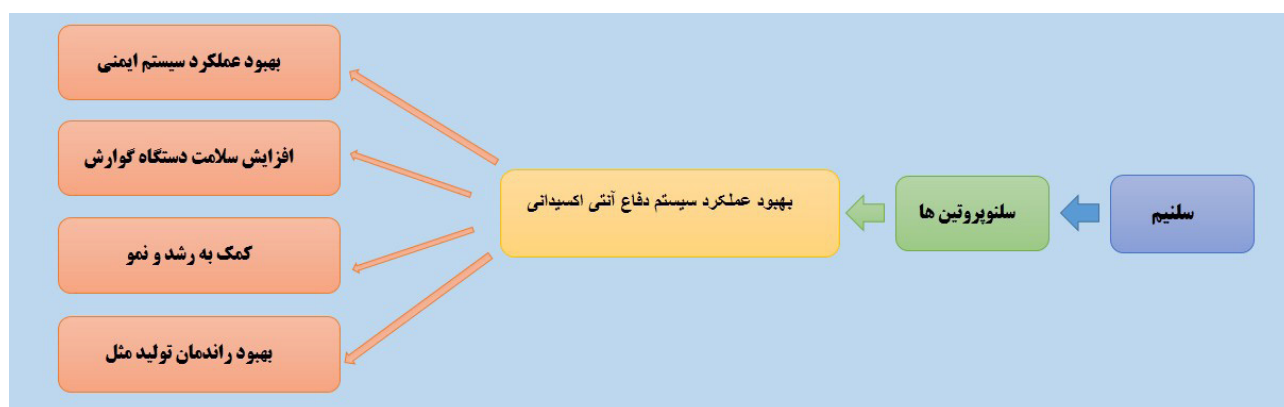 سلنیم
سلنوپروتین ها
بهبود عملکرد سیستم دفاع آنتی اکسیدانی
بهبود عملکرد سیستم ایمنی
افزایش سلامت دستگاه گوارش
کمک به رشد و نمو
بهبود راندمان تولید مثل